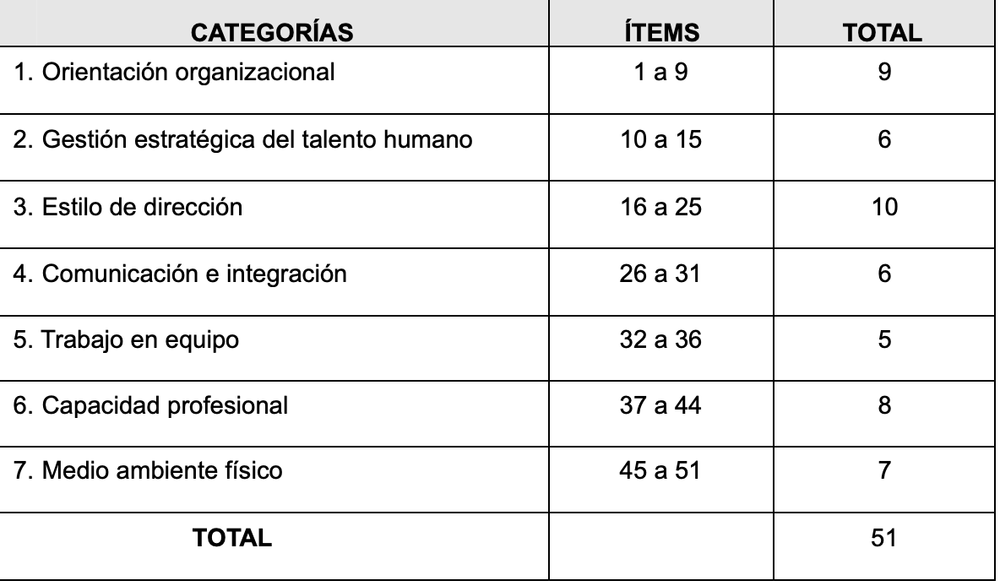 CATEGORÍAS ÍTEMS TOTAL
1. Orientación organizacional 1 a 9 9
2. Gestión estratégica del talento humano 10 a 15 6
3. Estilo de dirección 16 a 25 10
4. Comunicación e integración 26 a 31 6
5. Trabajo en equipo 32 a 36 5
6. Capacidad profesional 37 a 44 8
7. Medio ambiente físico 45 a 51 7
TOTAL 51